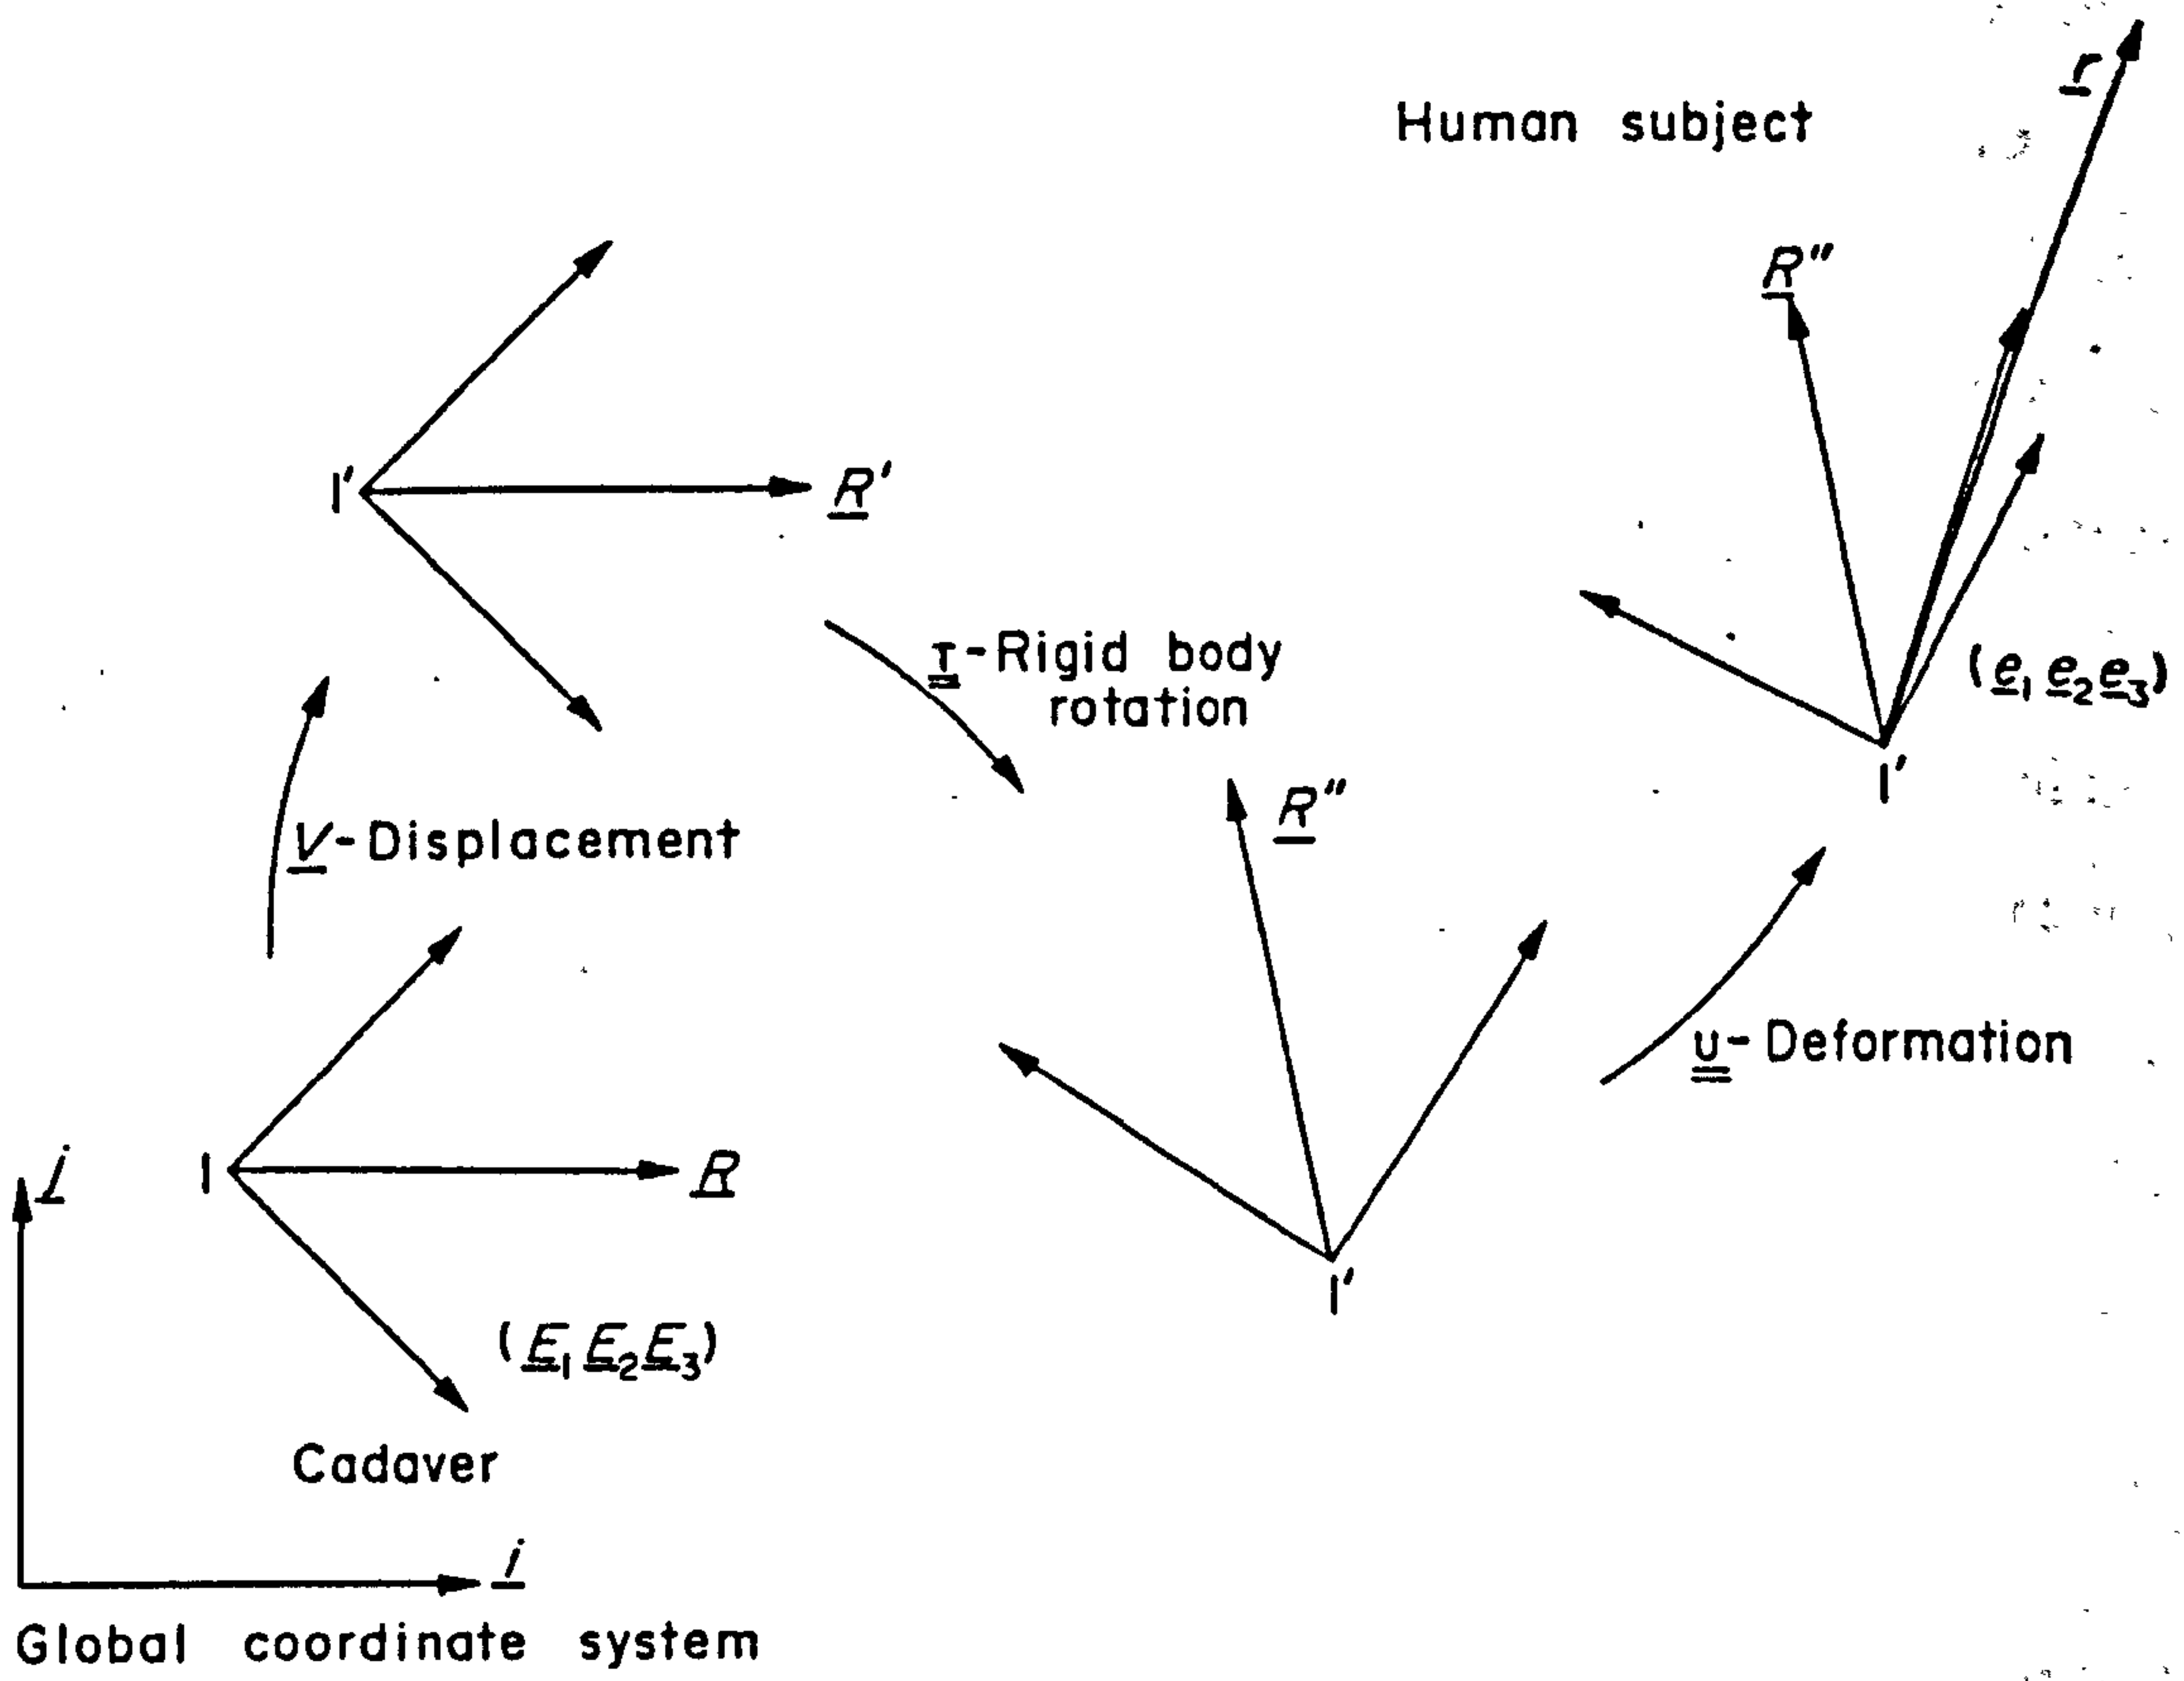 Human subject
r
R″
I′
R′
T-Rigid body
rotation
(e1 e2 e3)
I′
R″
V-Displacement
u-Deformation
j
I
R
I′
(E1 E2 E3)
Cadaver
i
Global coordinate system